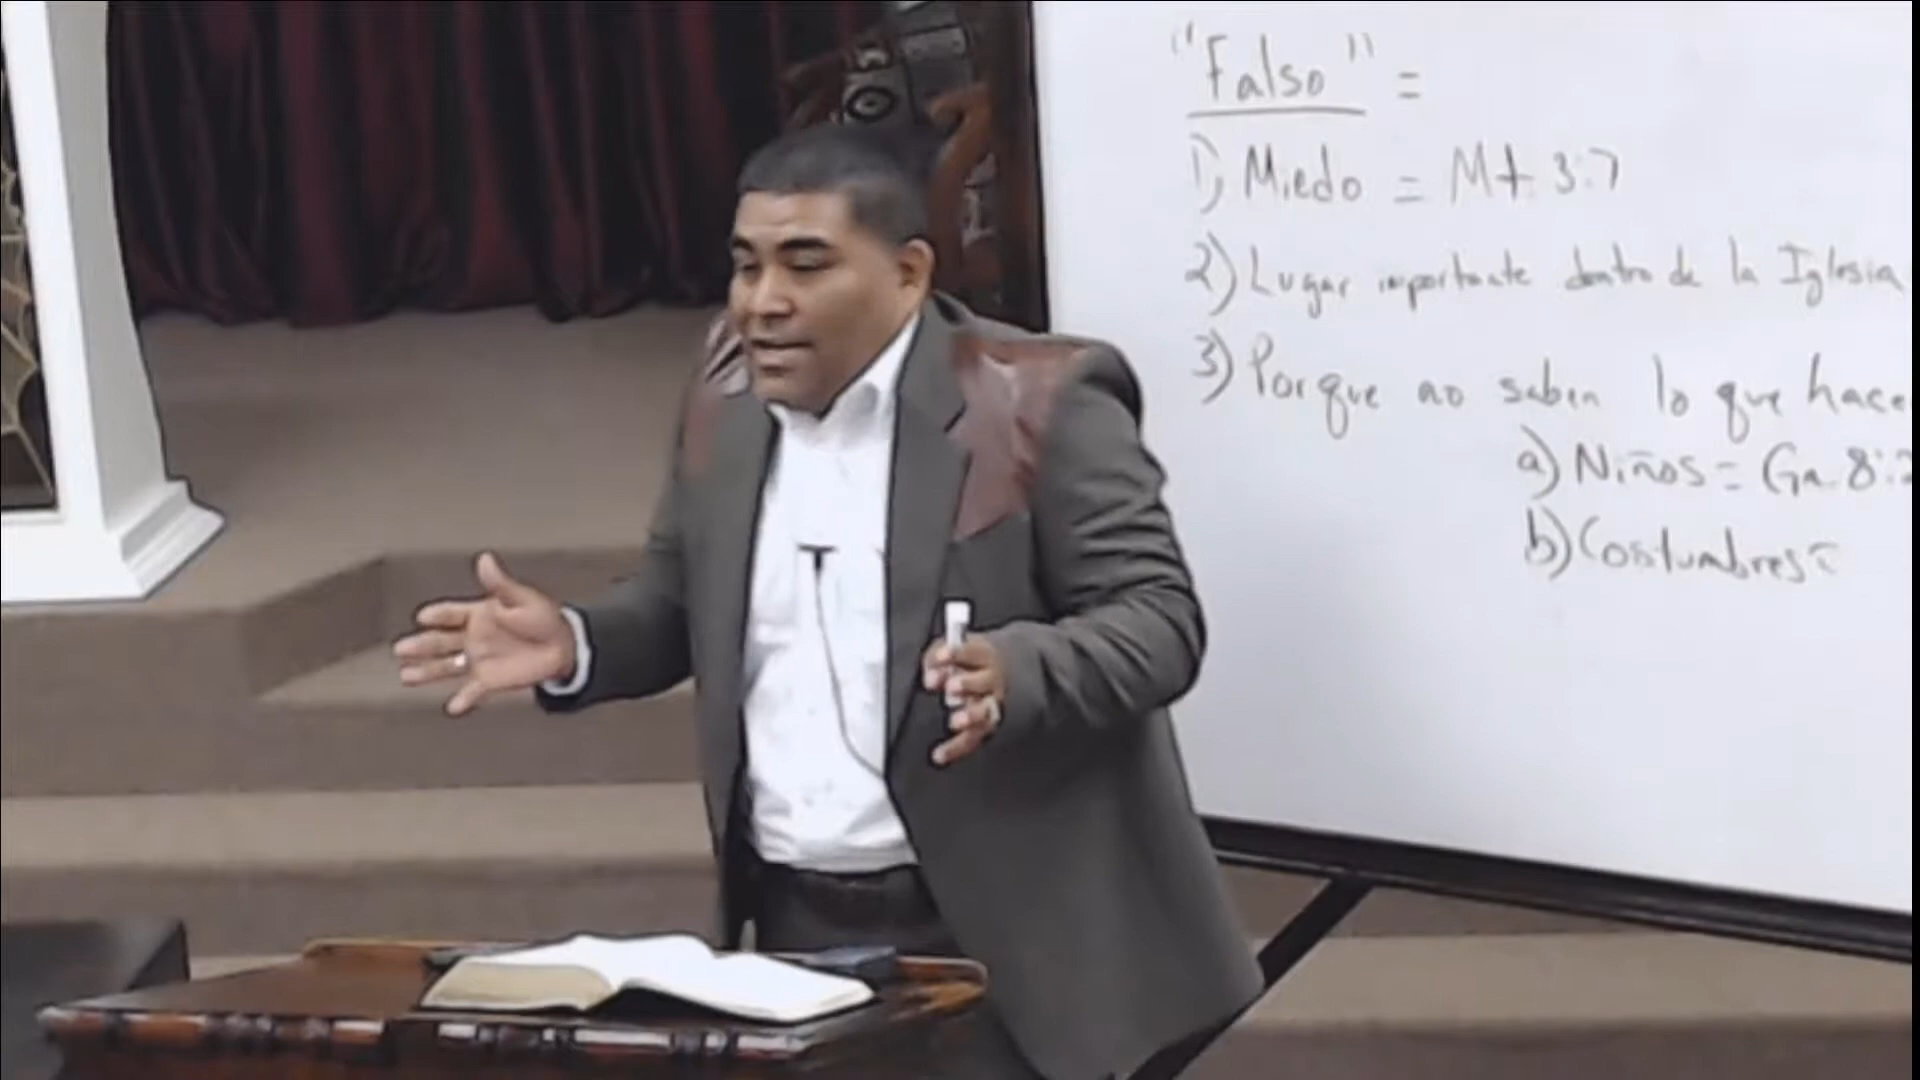 "Falso" =
1) Miedo = Mt. 3:7
2) Lugar importante dentro de la Iglesia
3) Porque no saben lo que hace
a) Niños = Ga. 8:2
b) Costumbres =